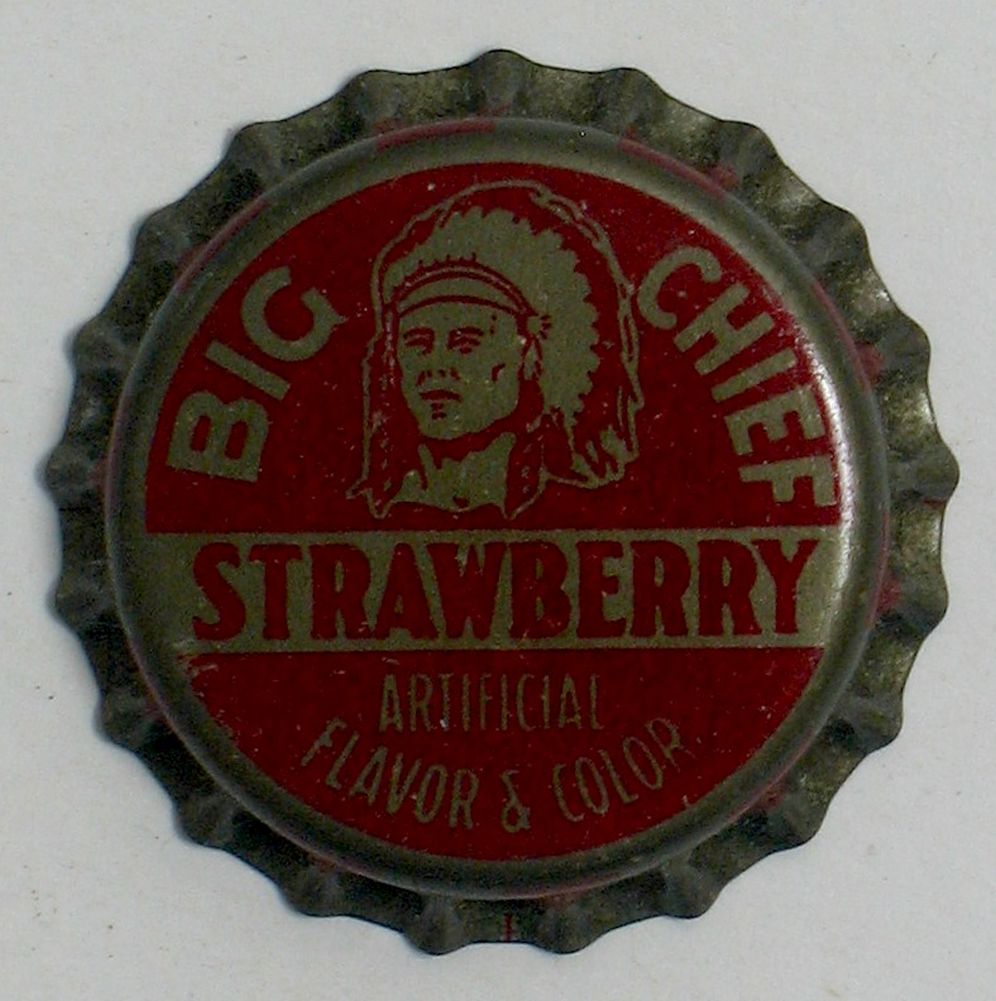 BIG CHIEF
STRAWBERRY
ARTIFICIAL
FLAVOR & COLOR